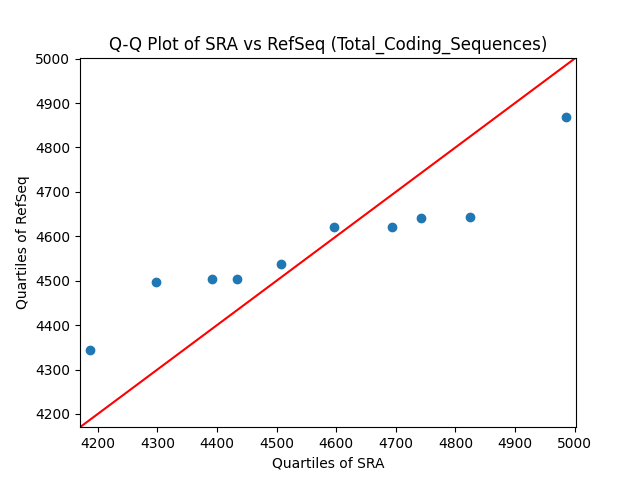 Q-Q Plot of SRA vs RefSeq (Total_Coding_Sequences)
5000
4900
4800
4700
4600
4500
4400
4300
4200
Quartiles of RefSeq
4200 4300 4400 4500 4600 4700 4800 4900 5000
Quartiles of SRA